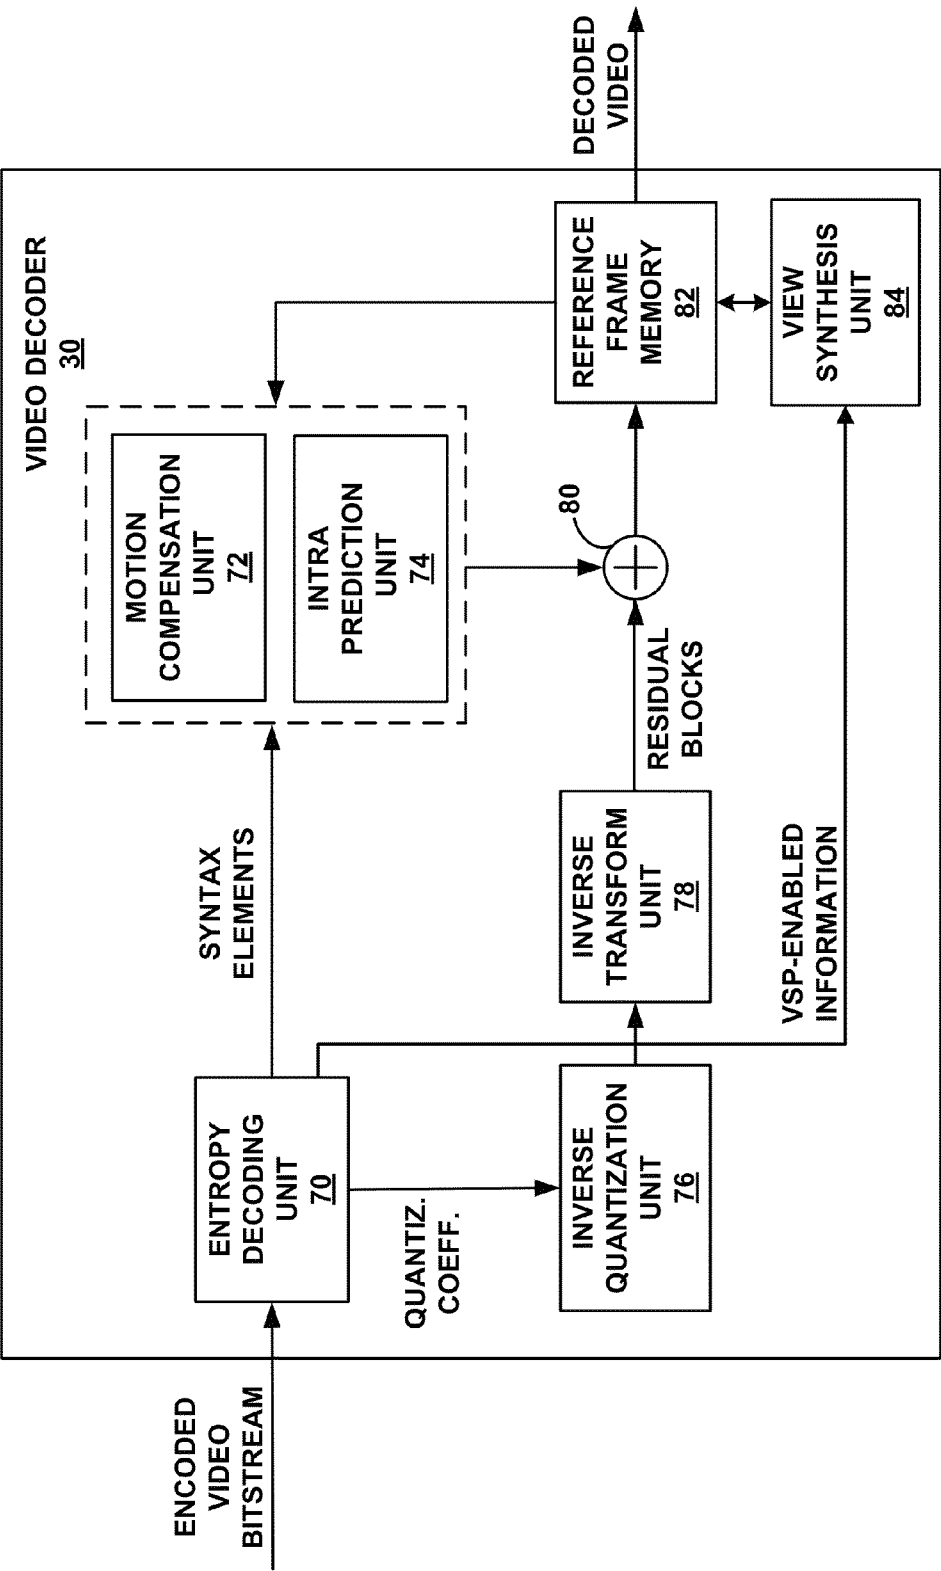 VIDEO DECODER
30
ENCODED
VIDEO
BITSTREAM
ENTROPY
DECODING
UNIT
70
SYNTAX
ELEMENTS
MOTION
COMPENSATION
UNIT
72
INTRA
PREDICTION
UNIT
74
QUANTIZ.
COEFF.
INVERSE
QUANTIZATION
UNIT
76
INVERSE
TRANSFORM
UNIT
78
RESIDUAL
BLOCKS
80
REFERENCE
FRAME
MEMORY
82
DECODED
VIDEO
VSP-ENABLED
INFORMATION
VIEW
SYNTHESIS
UNIT
84